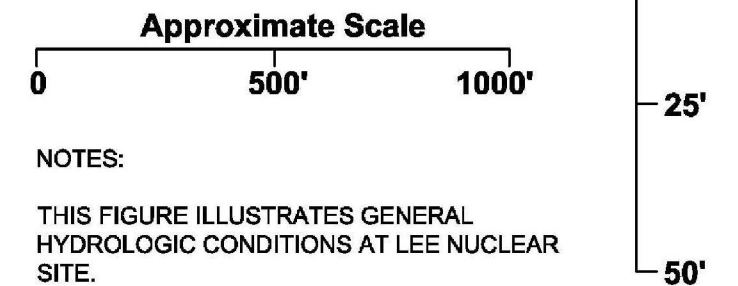 Approximate Scale
0 500' 1000'
25'
NOTES:
THIS FIGURE ILLUSTRATES GENERAL
HYDROLOGIC CONDITIONS AT LEE NUCLEAR
SITE.
50'